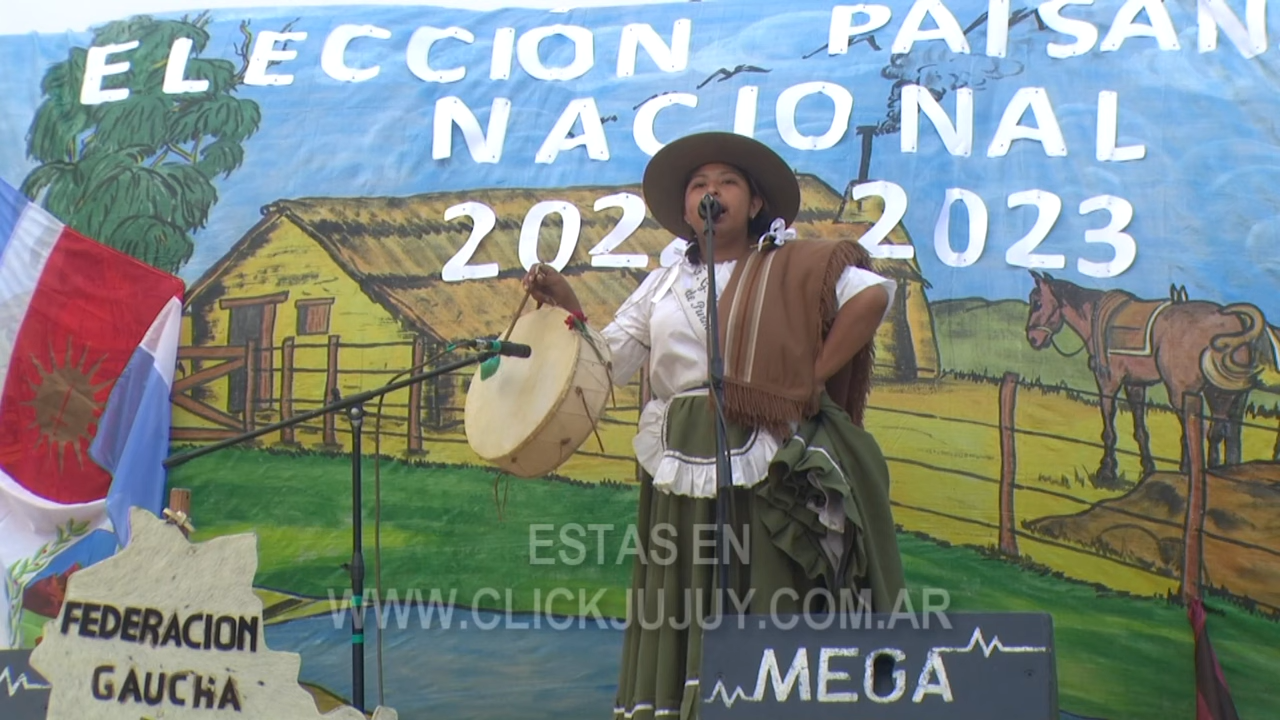 ELECCIÓN PAISAN
NACIONAL
202 2023
ESTAS EN
WWW.CLICKJUJUY.COM.AR
FEDERACION
GAUCHA
MEGA